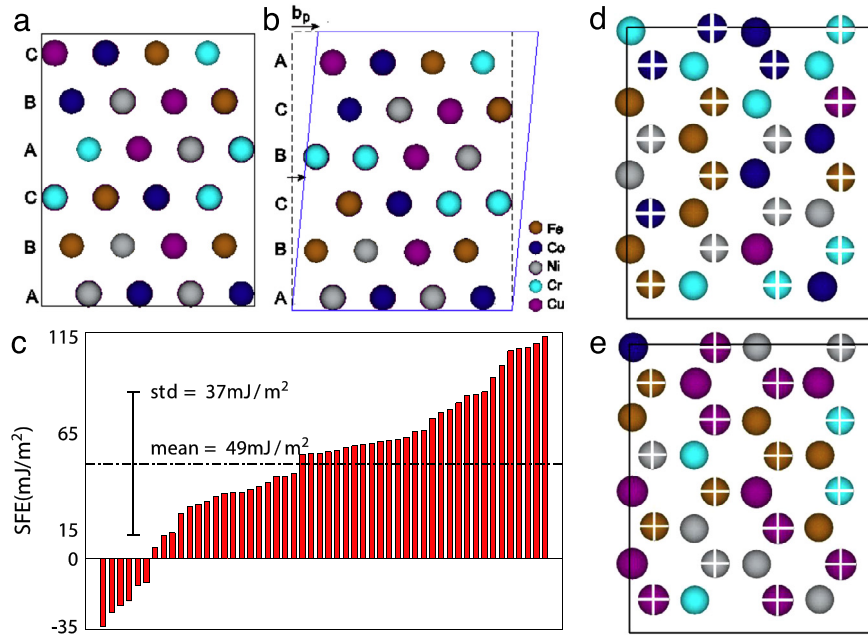 a
C
B
A
C
B
A
b
b_p
A
C
B
C
B
A
Fe
Co
Ni
Cr
Cu
c
115
65
15
0
-35
SFE(mJ/m²)
std = 37mJ/m²
mean = 49mJ/m²
d
e